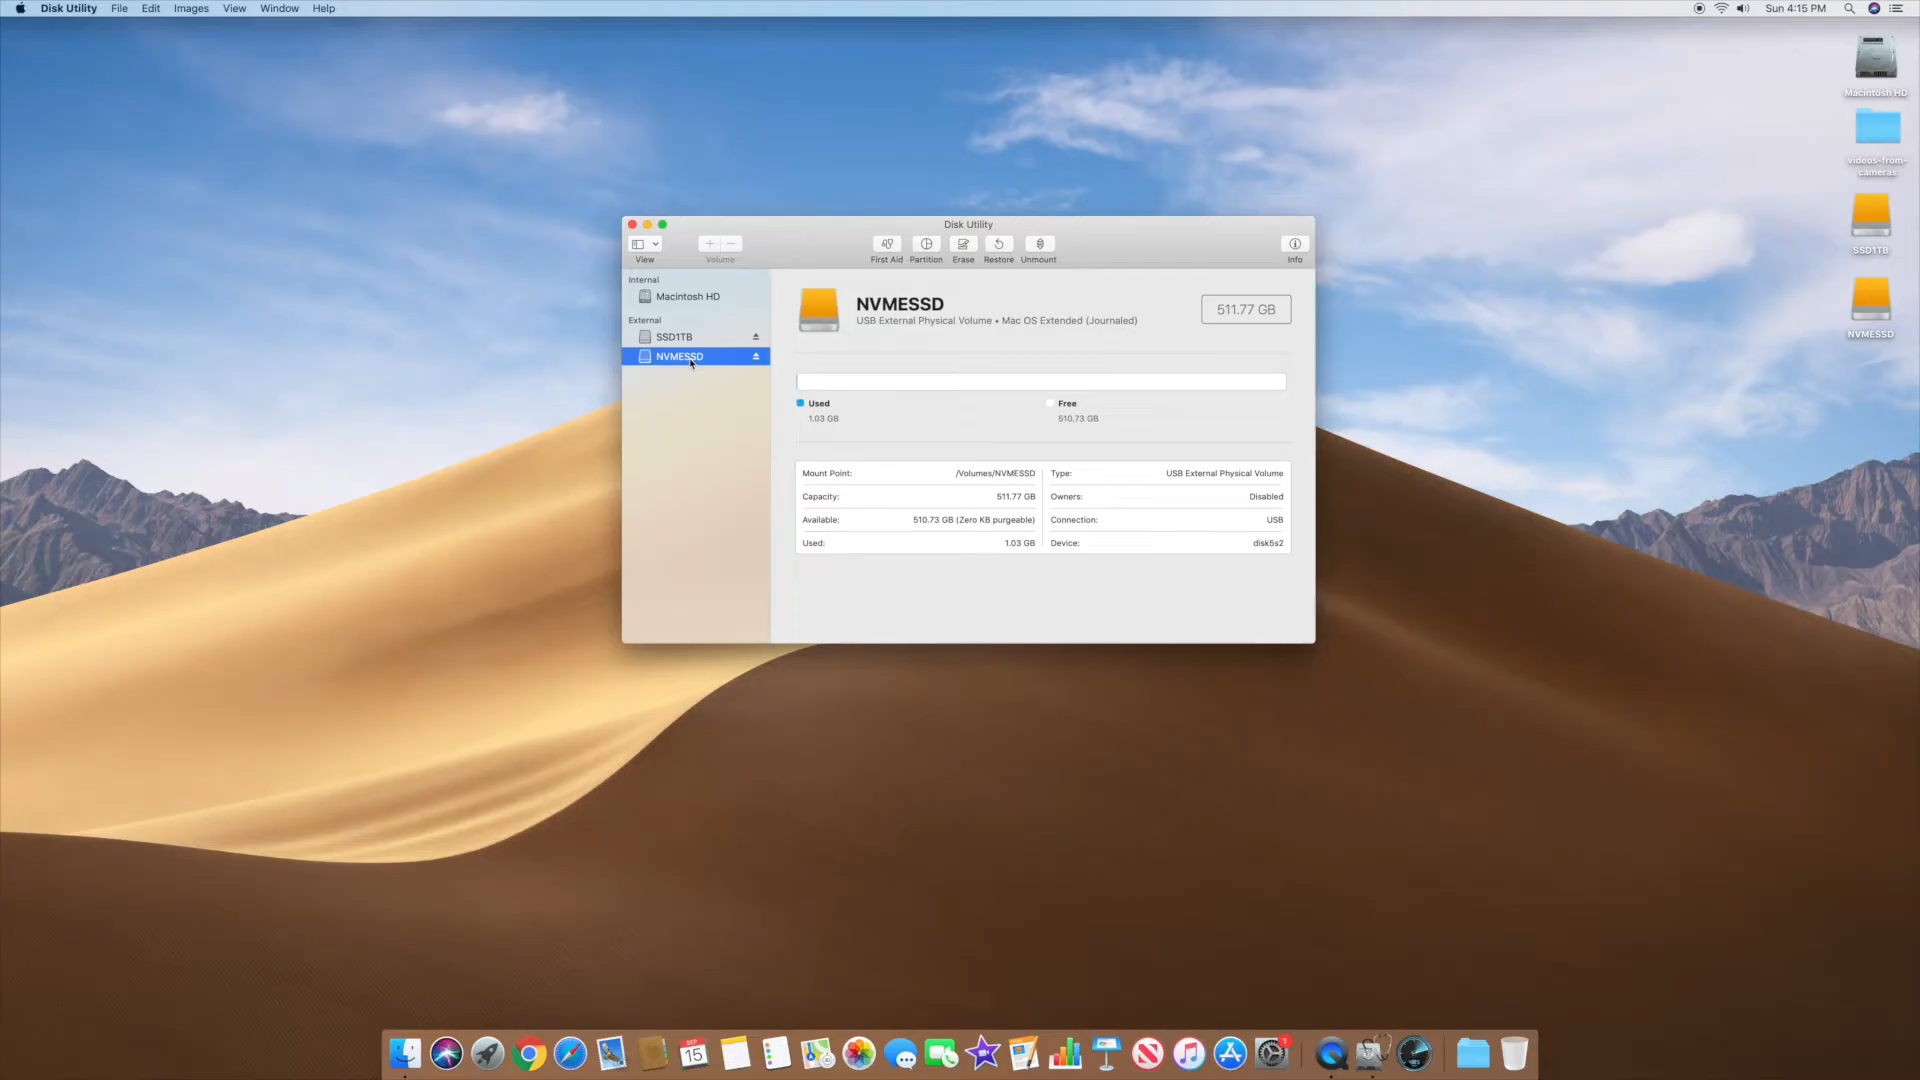 Disk Utility File Edit Images View Window Help Sun 4:15 PM
Macintosh HD
videos-from-
cameras
SSD1TB
NVMESSD
Disk Utility
View Volume First Aid Partition Erase Restore Unmount Info
Internal
Macintosh HD
External
SSD1TB
NVMESSD
NVMESSD
USB External Physical Volume • Mac OS Extended (Journaled)
511.77 GB
Used
1.03 GB
Free
510.73 GB
Mount Point: /Volumes/NVMESSD
Capacity: 511.77 GB
Available: 510.73 GB (Zero KB purgeable)
Used: 1.03 GB
Type: USB External Physical Volume
Owners: Disabled
Connection: USB
Device: disk5s2
SEP
15
1